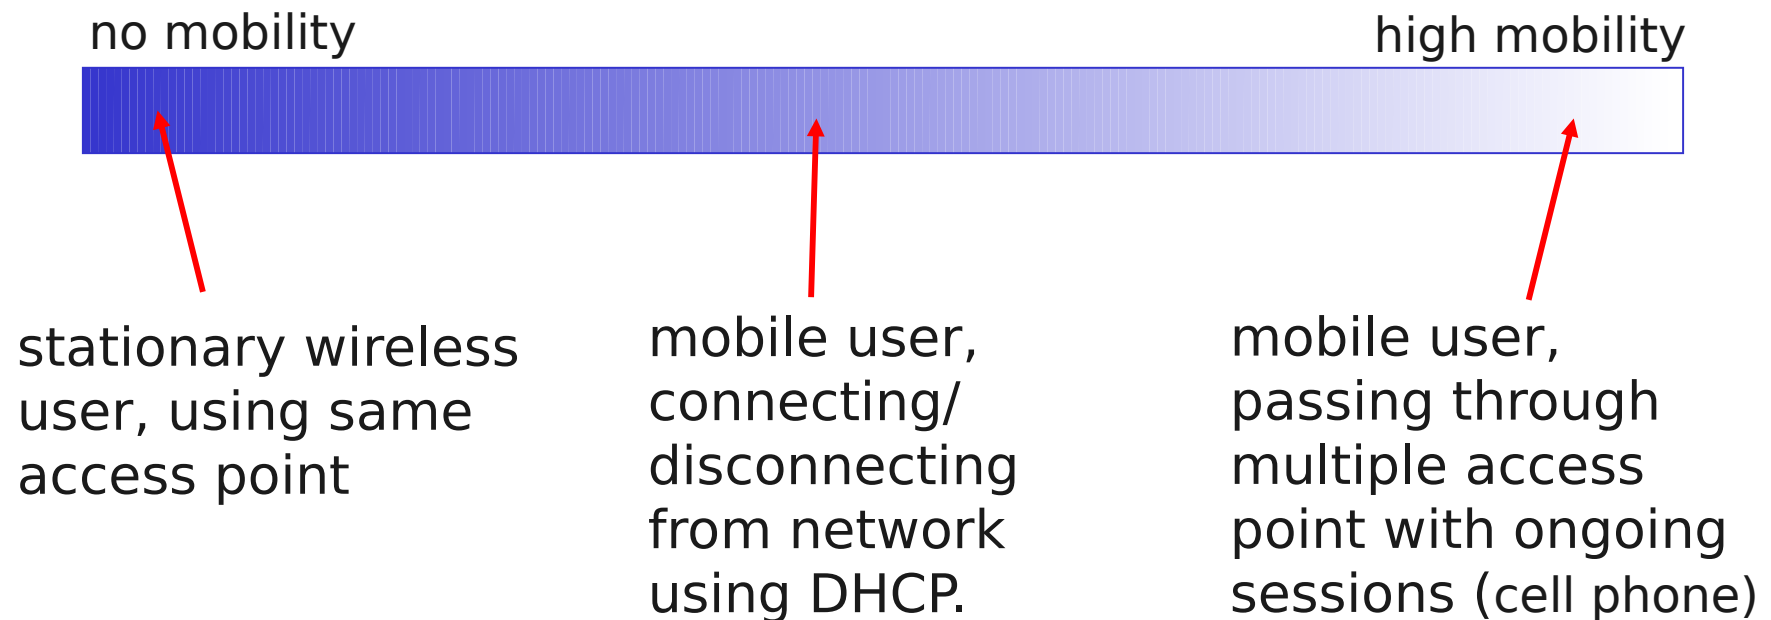 no mobility
high mobility
stationary wireless
user, using same
access point
mobile user,
connecting/
disconnecting
from network
using DHCP.
mobile user,
passing through
multiple access
point with ongoing
sessions (cell phone)